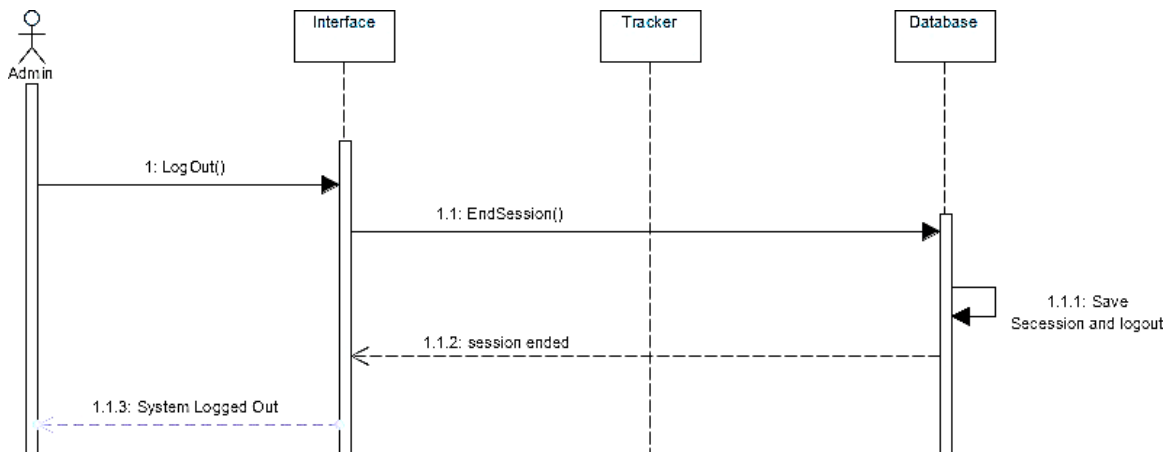 Interface
Tracker
Database
Admin
1: LogOut()
1.1: EndSession()
1.1.1: Save
Secession and logout
1.1.2: session ended
1.1.3: System Logged Out